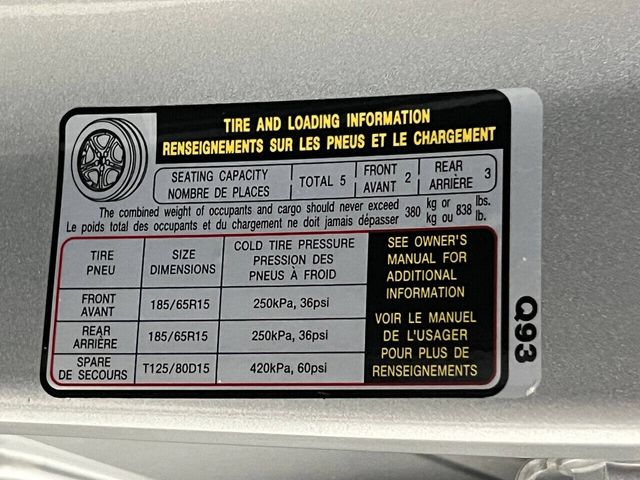 TIRE AND LOADING INFORMATION
RENSEIGNEMENTS SUR LES PNEUS ET LE CHARGEMENT
SEATING CAPACITY
NOMBRE DE PLACES
TOTAL 5
FRONT
AVANT
2
REAR
ARRIÈRE
3
The combined weight of occupants and cargo should never exceed 380 kg or 838 lbs.
Le poids total des occupants et du chargement ne doit jamais dépasser 380 kg ou 838 lb.
TIRE
PNEU
SIZE
DIMENSIONS
COLD TIRE PRESSURE
PRESSION DES
PNEUS À FROID
FRONT
AVANT
185/65R15
250kPa, 36psi
REAR
ARRIÈRE
185/65R15
250kPa, 36psi
SPARE
DE SECOURS
T125/80D15
420kPa, 60psi
SEE OWNER'S
MANUAL FOR
ADDITIONAL
INFORMATION
VOIR LE MANUEL
DE L'USAGER
POUR PLUS DE
RENSEIGNEMENTS
Q93